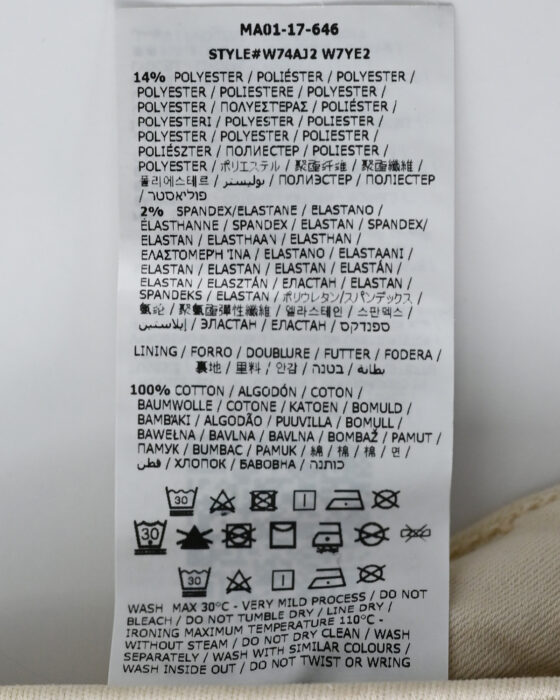 MA01-17-646
STYLE#W74AJ2 W7YE2
14% POLYESTER / POLIÉSTER / POLYESTER /
POLYESTER / POLIESTERE / POLYESTER /
POLYESTER / ΠΟΛΥΕΣΤΕΡΑΣ / POLIÉSTER /
POLYESTERI / POLYESTER / POLIESTER /
POLYESTER / POLYESTER / POLIESTER /
POLIÉSZTER / ПОЛИЕСТЕР / POLIESTER /
POLYESTER / ポリエステル / 聚酯纤维 / 聚酯纖維 /
폴리에스테르 / بوليستر / ПОЛИЭСТЕР / ПОЛІЕСТЕР
/ פוליאסטר
2% SPANDEX/ELASTANE / ELASTANO /
ÉLASTHANNE / SPANDEX / ELASTAN / SPANDEX/
ELASTAN / ELASTHAAN / ELASTHAN /
ΕΛΑΣΤΟΜΕΡΗ ΊΝΑ / ELASTANO / ELASTAANI /
ELASTAN / ELASTAN / ELASTAN / ELASTÁN /
ELASTAN / ELASZTÁN / ЕЛАСТАН / ELASTAN /
SPANDEKS / ELASTAN / ポリウレタン/スパンデックス /
氨纶 / 聚氨酯彈性纖維 / 엘라스테인 / 스판덱스 /
إيلاستين / ЭЛАСТАН / ЕЛАСТАН / ספנדקס
LINING / FORRO / DOUBLURE / FUTTER / FODERA /
裏地 / 里料 / 안감 / בטנה / بطانة
100% COTTON / ALGODÓN / COTON /
BAUMWOLLE / COTONE / KATOEN / BOMULD /
ΒΑΜΒΑΚΙ / ALGODÃO / PUUVILLA / BOMULL /
BAWEŁNA / BAVLNA / BAVLNA / BOMBAŽ / PAMUT /
ПАМУК / BUMBAC / PAMUK / 綿 / 棉 / 棉 / 면 /
قطن / ХЛОПОК / БАВОВНА / כותנה
30
30
30
WASH MAX 30°C - VERY MILD PROCESS / DO NOT
BLEACH / DO NOT TUMBLE DRY / LINE DRY /
IRONING MAXIMUM TEMPERATURE 110°C -
WITHOUT STEAM / DO NOT DRY CLEAN / WASH
SEPARATELY / WASH WITH SIMILAR COLOURS /
WASH INSIDE OUT / DO NOT TWIST OR WRING